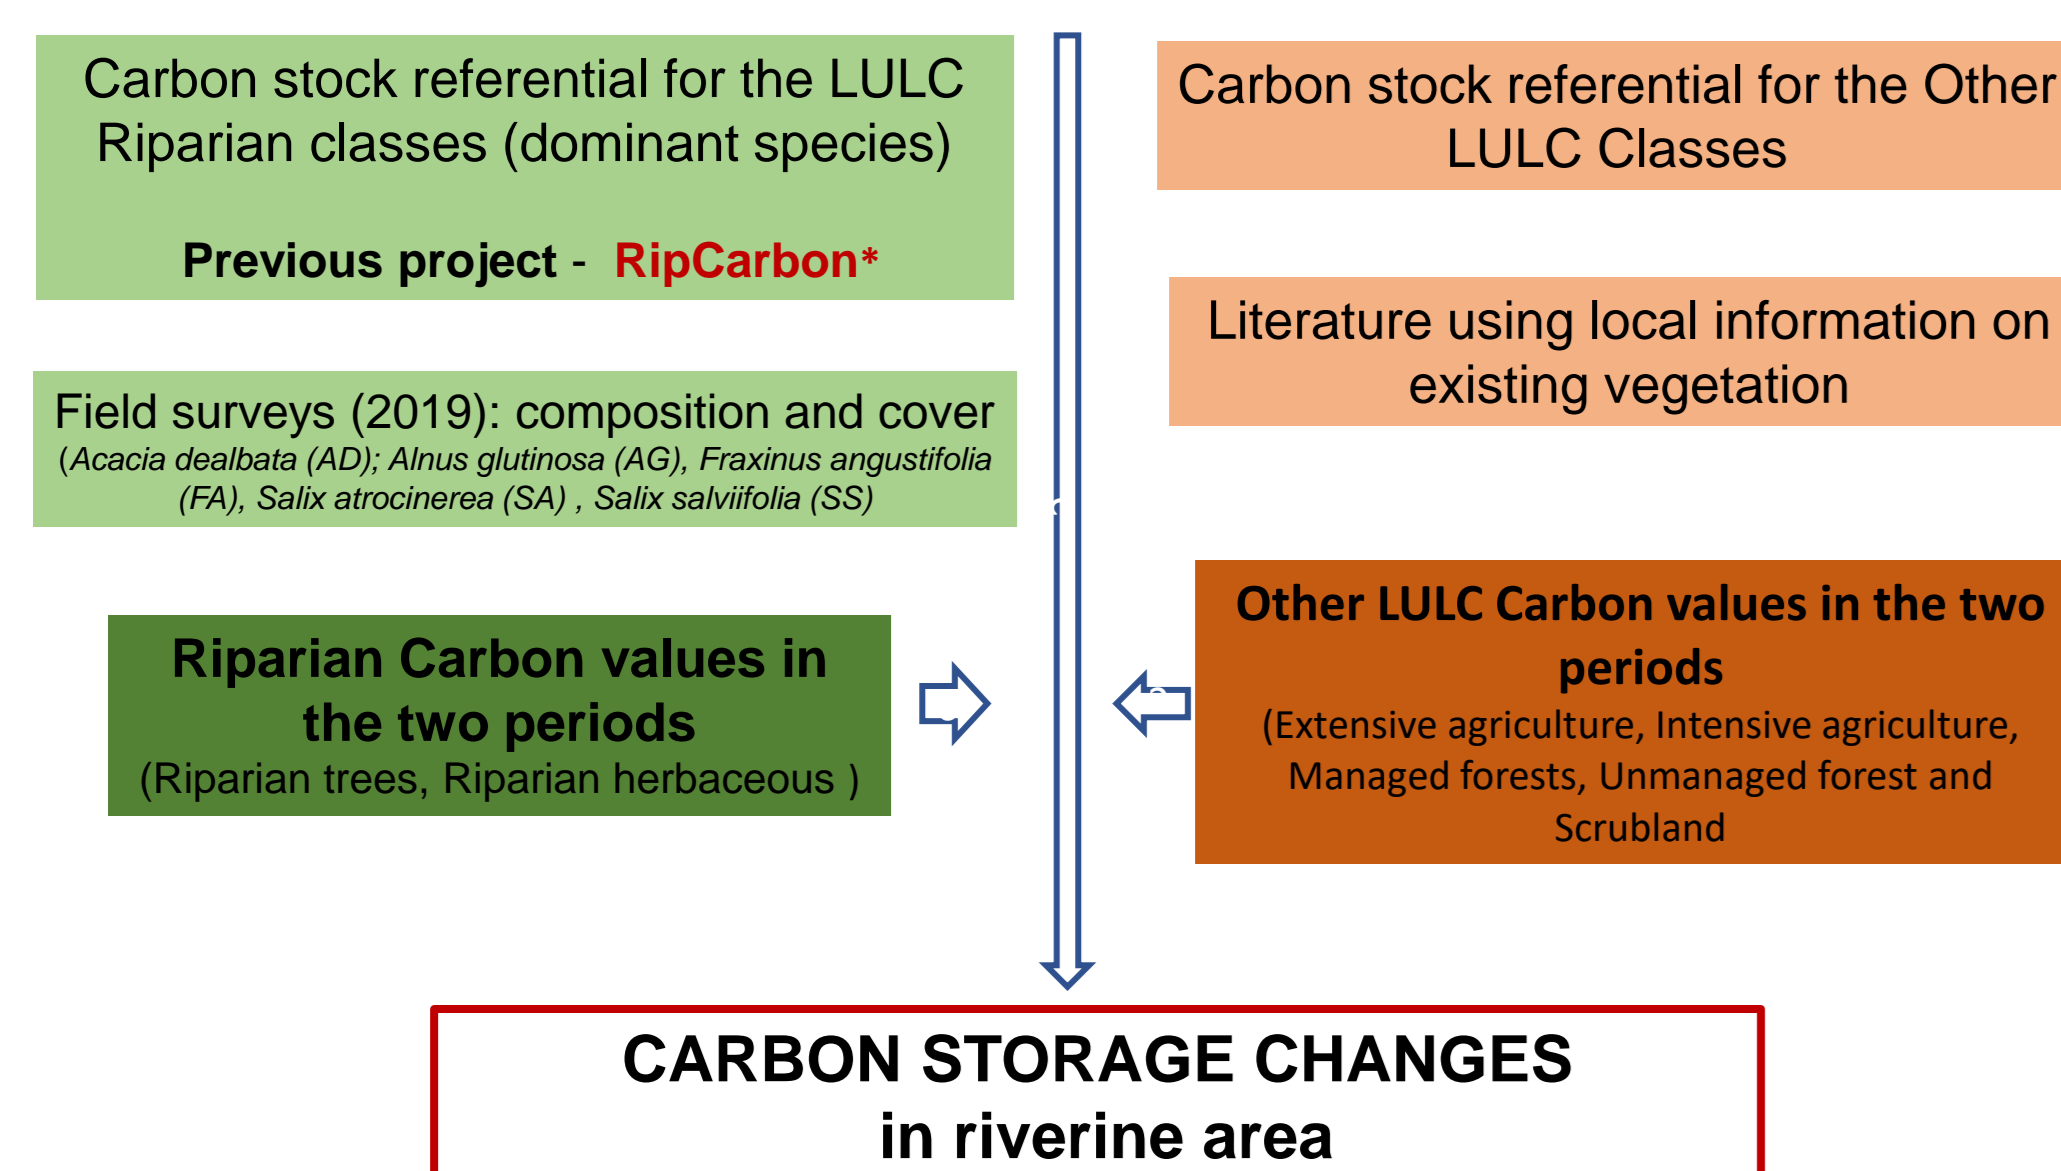 Carbon stock referential for the LULC
Riparian classes (dominant species)
Previous project - RipCarbon*
Field surveys (2019): composition and cover
(Acacia dealbata (AD); Alnus glutinosa (AG), Fraxinus angustifolia
(FA), Salix atrocinerea (SA) , Salix salviifolia (SS)
Riparian Carbon values in
the two periods
(Riparian trees, Riparian herbaceous )
Carbon stock referential for the Other
LULC Classes
Literature using local information on
existing vegetation
Other LULC Carbon values in the two
periods
(Extensive agriculture, Intensive agriculture,
Managed forests, Unmanaged forest and
Scrubland
CARBON STORAGE CHANGES
in riverine area